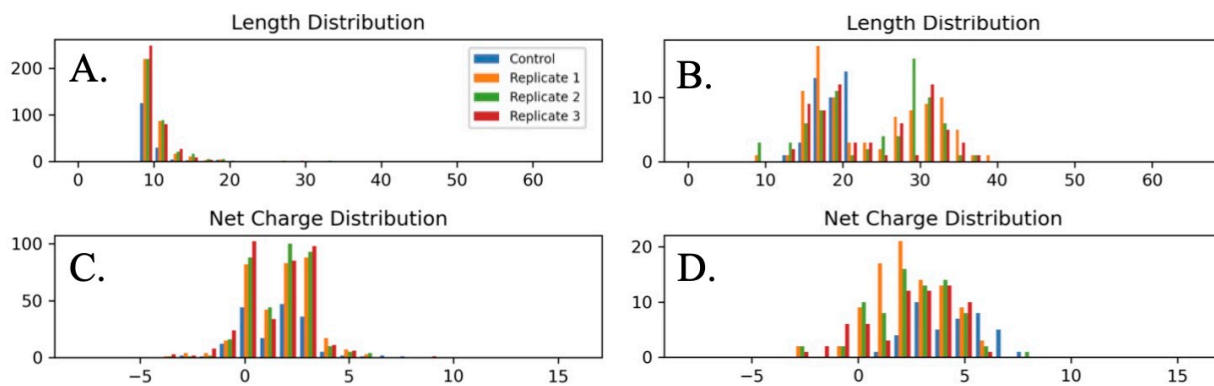 Length Distribution
Length Distribution
A.
Control
Replicate 1
Replicate 2
Replicate 3
200
100
0
0 10 20 30 40 50 60
B.
10
0
0 10 20 30 40 50 60
Net Charge Distribution
Net Charge Distribution
C.
100
50
0
−5 0 5 10 15
D.
20
10
0
−5 0 5 10 15